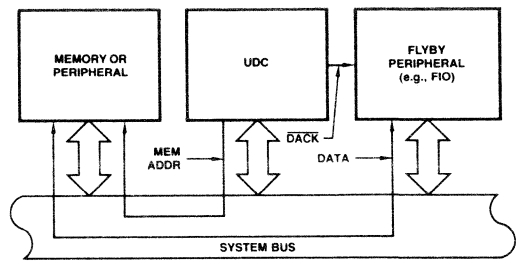 MEMORY OR
PERIPHERAL
UDC
FLYBY
PERIPHERAL
(e.g., FIO)
DACK
MEM
ADDR
DATA
SYSTEM BUS